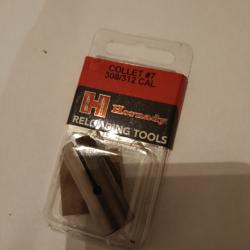 COLLET #7
308/312 CAL
H Hornady
RELOADING TOOLS